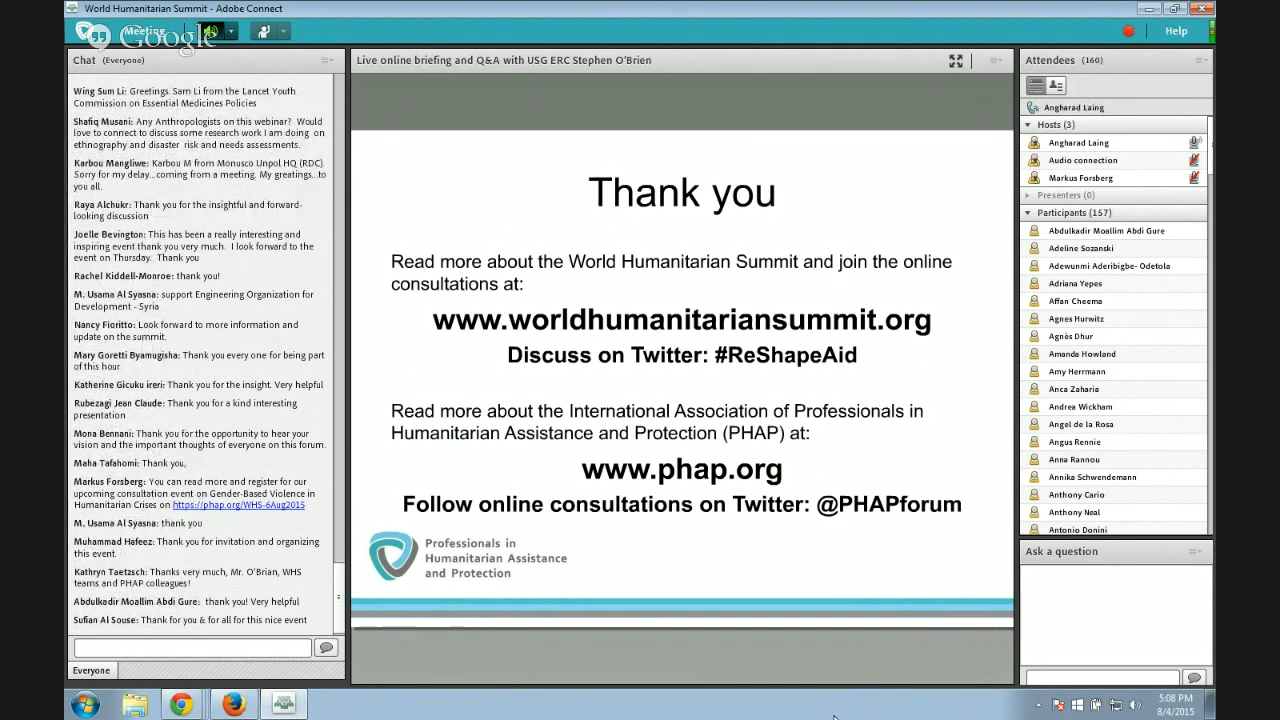 World Humanitarian Summit - Adobe Connect
Meeting
Google
Help
Chat (Everyone)
Wing Sum Li: Greetings. Sam Li from the Lancet Youth
Commission on Essential Medicines Policies
Shafiq Musani: Any Anthropologists on this webinar? Would
love to connect to discuss some research work I am doing on
ethnography and disaster risk and needs assessments.
Karbou Mangliwe: Karbou M from Monusco Unpol HQ (RDC).
Sorry for my delay...coming from a meeting. My greetings...to
you all.
Raya Alchukr: Thank you for the insightful and forward-
looking discussion
Joelle Bevington: This has been a really interesting and
inspiring event thank you very much. I look forward to the
event on Thursday. Thank you
Rachel Kiddell-Monroe: thank you!
M. Usama Al Syasna: support Engineering Organization for
Development - Syria
Nancy Fioritto: Look forward to more information and
update on the summit.
Mary Goretti Byamugisha: Thank you every one for being part
of this hour.
Katherine Gicuku ireri: Thank you for the insight. Very helpful
Rubezagi Jean Claude: Thank you for a kind interesting
presentation
Mona Bennani: Thank you for the opportunity to hear your
vision and the important thoughts of everyone on this forum.
Maha Tafahomi: Thank you,
Markus Forsberg: You can read more and register for our
upcoming consultation event on Gender-Based Violence in
Humanitarian Crises on https://phap.org/WHS-6Aug2015
M. Usama Al Syasna: thank you
Muhammad Hafeez: Thank you for invitation and organizing
this event.
Kathryn Taetzsch: Thanks very much, Mr. O'Brian, WHS
teams and PHAP colleagues!
Abdulkadir Moallim Abdi Gure: thank you! Very helpful
Sufian Al Souse: Thank for you & for all for this nice event
Everyone
Live online briefing and Q&A with USG ERC Stephen O'Brien
Thank you
Read more about the World Humanitarian Summit and join the online
consultations at:
www.worldhumanitariansummit.org
Discuss on Twitter: #ReShapeAid
Read more about the International Association of Professionals in
Humanitarian Assistance and Protection (PHAP) at:
www.phap.org
Follow online consultations on Twitter: @PHAPforum
Professionals in
Humanitarian Assistance
and Protection
Attendees (160)
Angharad Laing
Hosts (3)
Angharad Laing
Audio connection
Markus Forsberg
Presenters (0)
Participants (157)
Abdulkadir Moallim Abdi Gure
Adeline Sozanski
Adewunmi Aderibigbe- Odetola
Adriana Yepes
Affan Cheema
Agnes Hurwitz
Agnès Dhur
Amanda Howland
Amy Herrmann
Anca Zaharia
Andrea Wickham
Angel de la Rosa
Angus Rennie
Anna Rannou
Annika Schwendemann
Anthony Cario
Anthony Neal
Antonio Donini
Ask a question
5:08 PM
8/4/2015